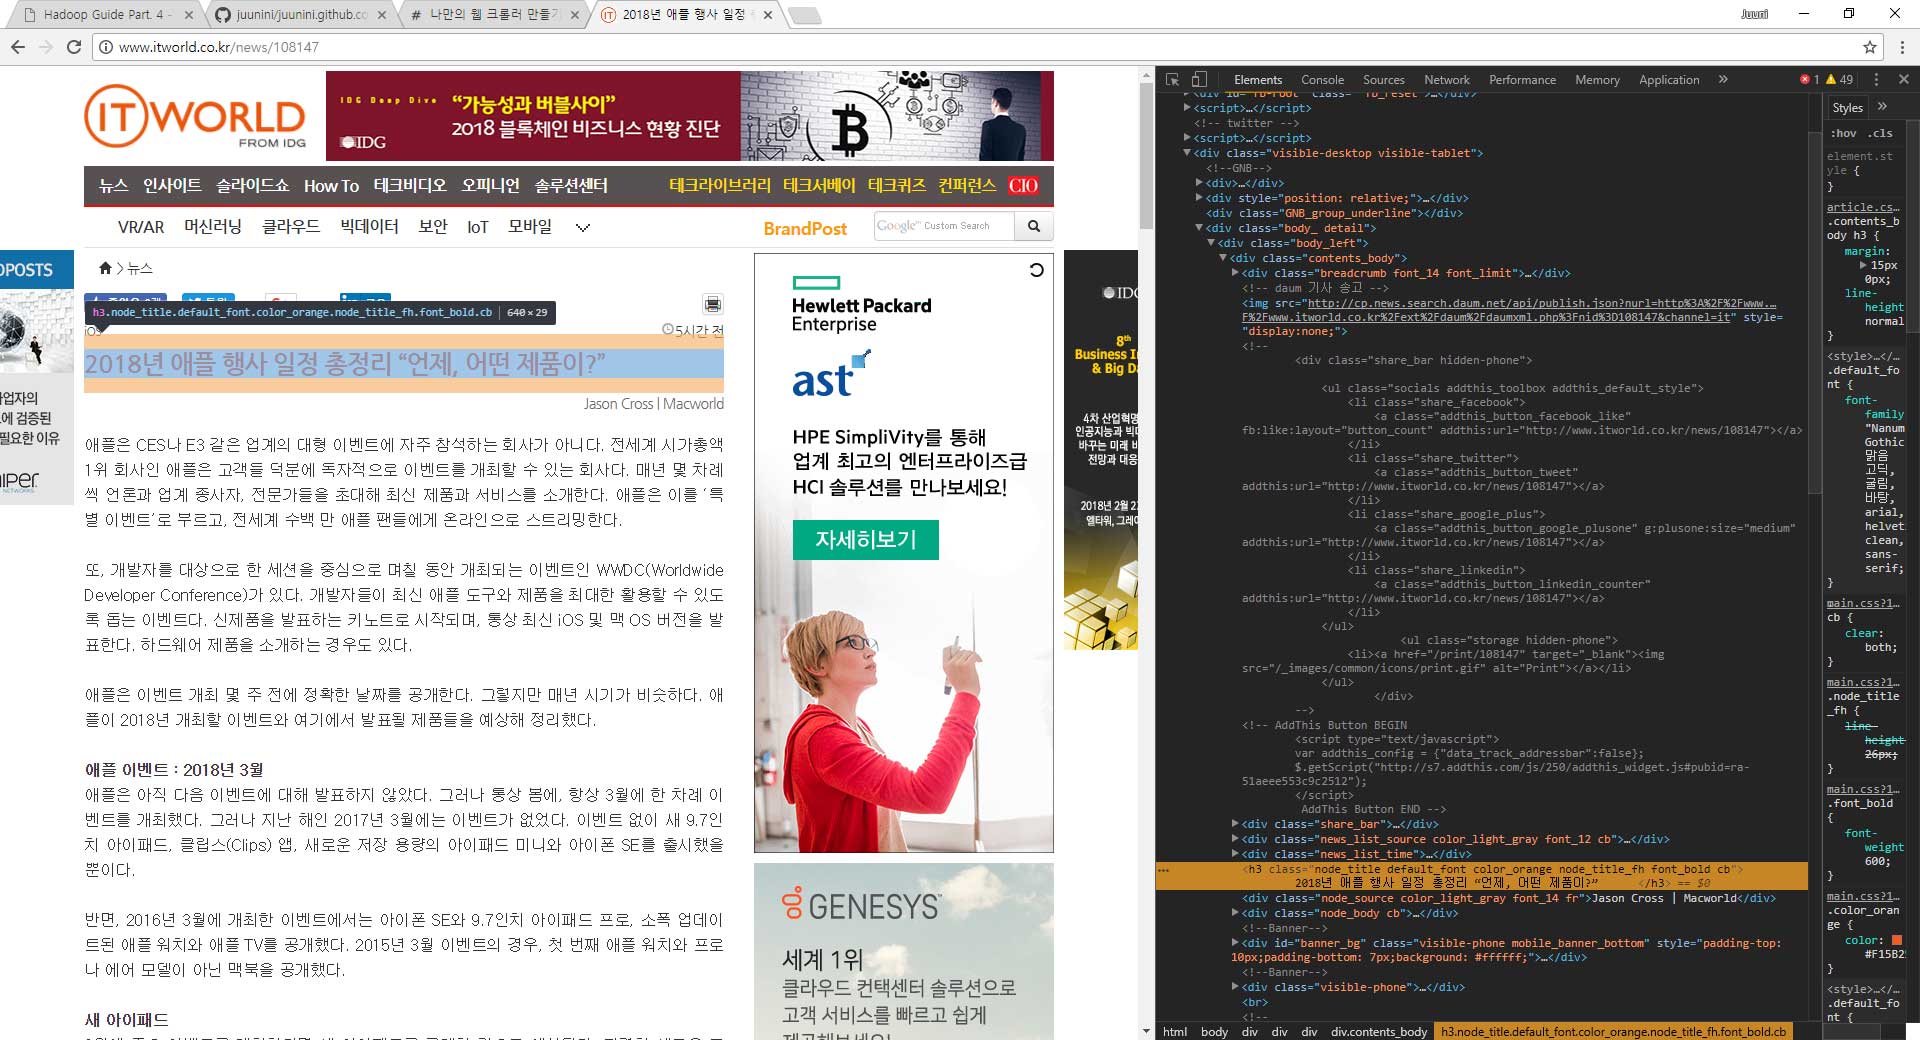 Hadoop Guide Part. 4 -
juunini/juunini.github.co
# 나만의 웹 크롤러 만들기
2018년 애플 행사 일정
Juuni
www.itworld.co.kr/news/108147
ITWORLD
FROM IDG
IDG Deep Dive
“가능성과 버블사이”
2018 블록체인 비즈니스 현황 진단
IDG
뉴스 인사이트 슬라이드쇼 How To 테크비디오 오피니언 솔루션센터
테크라이브러리 테크서베이 테크퀴즈 컨퍼런스 CIO
VR/AR 머신러닝 클라우드 빅데이터 보안 IoT 모바일
BrandPost
Google Custom Search
> 뉴스
h3.node_title.default_font.color_orange.node_title_fh.font_bold.cb | 640 × 29
iOS
5시간 전
2018년 애플 행사 일정 총정리 “언제, 어떤 제품이?”
Jason Cross | Macworld
애플은 CES나 E3 같은 업계의 대형 이벤트에 자주 참석하는 회사가 아니다. 전세계 시가총액
1위 회사인 애플은 고객들 덕분에 독자적으로 이벤트를 개최할 수 있는 회사다. 매년 몇 차례
씩 언론과 업계 종사자, 전문가들을 초대해 최신 제품과 서비스를 소개한다. 애플은 이를 ‘특
별 이벤트’로 부르고, 전세계 수백 만 애플 팬들에게 온라인으로 스트리밍한다.
또, 개발자를 대상으로 한 세션을 중심으로 며칠 동안 개최되는 이벤트인 WWDC(Worldwide
Developer Conference)가 있다. 개발자들이 최신 애플 도구와 제품을 최대한 활용할 수 있도
록 돕는 이벤트다. 신제품을 발표하는 키노트로 시작되며, 통상 최신 iOS 및 맥 OS 버전을 발
표한다. 하드웨어 제품을 소개하는 경우도 있다.
애플은 이벤트 개최 몇 주 전에 정확한 날짜를 공개한다. 그렇지만 매년 시기가 비슷하다. 애
플이 2018년 개최할 이벤트와 여기에서 발표될 제품들을 예상해 정리했다.
애플 이벤트 : 2018년 3월
애플은 아직 다음 이벤트에 대해 발표하지 않았다. 그러나 통상 봄에, 항상 3월에 한 차례 이
벤트를 개최했다. 그러나 지난 해인 2017년 3월에는 이벤트가 없었다. 이벤트 없이 새 9.7인
치 아이패드, 클립스(Clips) 앱, 새로운 저장 용량의 아이패드 미니와 아이폰 SE를 출시했을
뿐이다.
반면, 2016년 3월에 개최한 이벤트에서는 아이폰 SE와 9.7인치 아이패드 프로, 소폭 업데이
트된 애플 워치와 애플 TV를 공개했다. 2015년 3월 이벤트의 경우, 첫 번째 애플 워치와 프로
나 에어 모델이 아닌 맥북을 공개했다.
새 아이패드
OPOSTS
사업자의
에 검증된
필요한 이유
NETWORKS
Hewlett Packard
Enterprise
ast
HPE SimpliVity를 통해
업계 최고의 엔터프라이즈급
HCI 솔루션를 만나보세요!
자세히보기
GENESYS
세계 1위
클라우드 컨택센터 솔루션으로
고객 서비스를 빠르고 쉽게
8th
Business In
& Big Da
4차 산업혁명
인공지능과 빅
바꾸는 미래 비
전망과 대응
2018년 2월 2
엘타워, 그레이
Elements Console Sources Network Performance Memory Application » 1 49
<div id="fb-root" class=" fb_reset">…</div>
<script>…</script>
<!-- twitter -->
<script>…</script>
<div class="visible-desktop visible-tablet">
<!--GNB-->
<div>…</div>
<div style="position: relative;">…</div>
<div class="GNB_group_underline"></div>
<div class="body_ detail">
<div class="body_left">
<div class="contents_body">
<div class="breadcrumb font_14 font_limit">…</div>
<!-- daum 기사 송고 -->
<img src="http://cp.news.search.daum.net/api/publish.json?nurl=http%3A%2F%2Fwww.…
F%2Fwww.itworld.co.kr%2Fext%2Fdaum%2Fdaumxml.php%3Fnid%3D108147&channel=it" style=
"display:none;">
<!--
<div class="share_bar hidden-phone">
<ul class="socials addthis_toolbox addthis_default_style">
<li class="share_facebook">
<a class="addthis_button_facebook_like"
fb:like:layout="button_count" addthis:url="http://www.itworld.co.kr/news/108147"></a>
</li>
<li class="share_twitter">
<a class="addthis_button_tweet"
addthis:url="http://www.itworld.co.kr/news/108147"></a>
</li>
<li class="share_google_plus">
<a class="addthis_button_google_plusone" g:plusone:size="medium"
addthis:url="http://www.itworld.co.kr/news/108147"></a>
</li>
<li class="share_linkedin">
<a class="addthis_button_linkedin_counter"
addthis:url="http://www.itworld.co.kr/news/108147"></a>
</li>
</ul>
<ul class="storage hidden-phone">
<li><a href="/print/108147" target="_blank"><img
src="/_images/common/icons/print.gif" alt="Print"></a></li>
</ul>
</div>
-->
<!-- AddThis Button BEGIN
<script type="text/javascript">
var addthis_config = {"data_track_addressbar":false};
$.getScript("http://s7.addthis.com/js/250/addthis_widget.js#pubid=ra-
51aeee553c9c2512");
</script>
AddThis Button END -->
<div class="share_bar">…</div>
<div class="news_list_source color_light_gray font_12 cb">…</div>
<div class="news_list_time">…</div>
<h3 class="node_title default_font color_orange node_title_fh font_bold cb">
2018년 애플 행사 일정 총정리 “언제, 어떤 제품이?” </h3> == $0
<div class="node_source color_light_gray font_14 fr">Jason Cross | Macworld</div>
<div class="node_body cb">…</div>
<!--Banner-->
<div id="banner_bg" class="visible-phone mobile_banner_bottom" style="padding-top:
10px;padding-bottom: 7px;background: #ffffff;">…</div>
<!--Banner-->
<div class="visible-phone">…</div>
<br>
<!--
html body div div div div.contents_body h3.node_title.default_font.color_orange.node_title_fh.font_bold.cb
Styles »
:hov .cls
element.st
yle {
}
article.cs…
.contents_b
ody h3 {
margin:
15px
0px;
line-
height
normal
}
<style>…</…
.default_fo
nt {
font-
family
"Nanum
Gothic
맑음
고딕,
굴림,
바탕,
arial,
helvet
clean,
sans-
serif;
}
main.css?1…
cb {
clear:
both;
}
main.css?1…
.node_title
_fh {
line-
height
26px;
}
main.css?1…
.font_bold
{
font-
weight
600;
}
main.css?1…
.color_oran
ge {
color:
#F15B2
}
<style>…</…
.default_fo
nt {